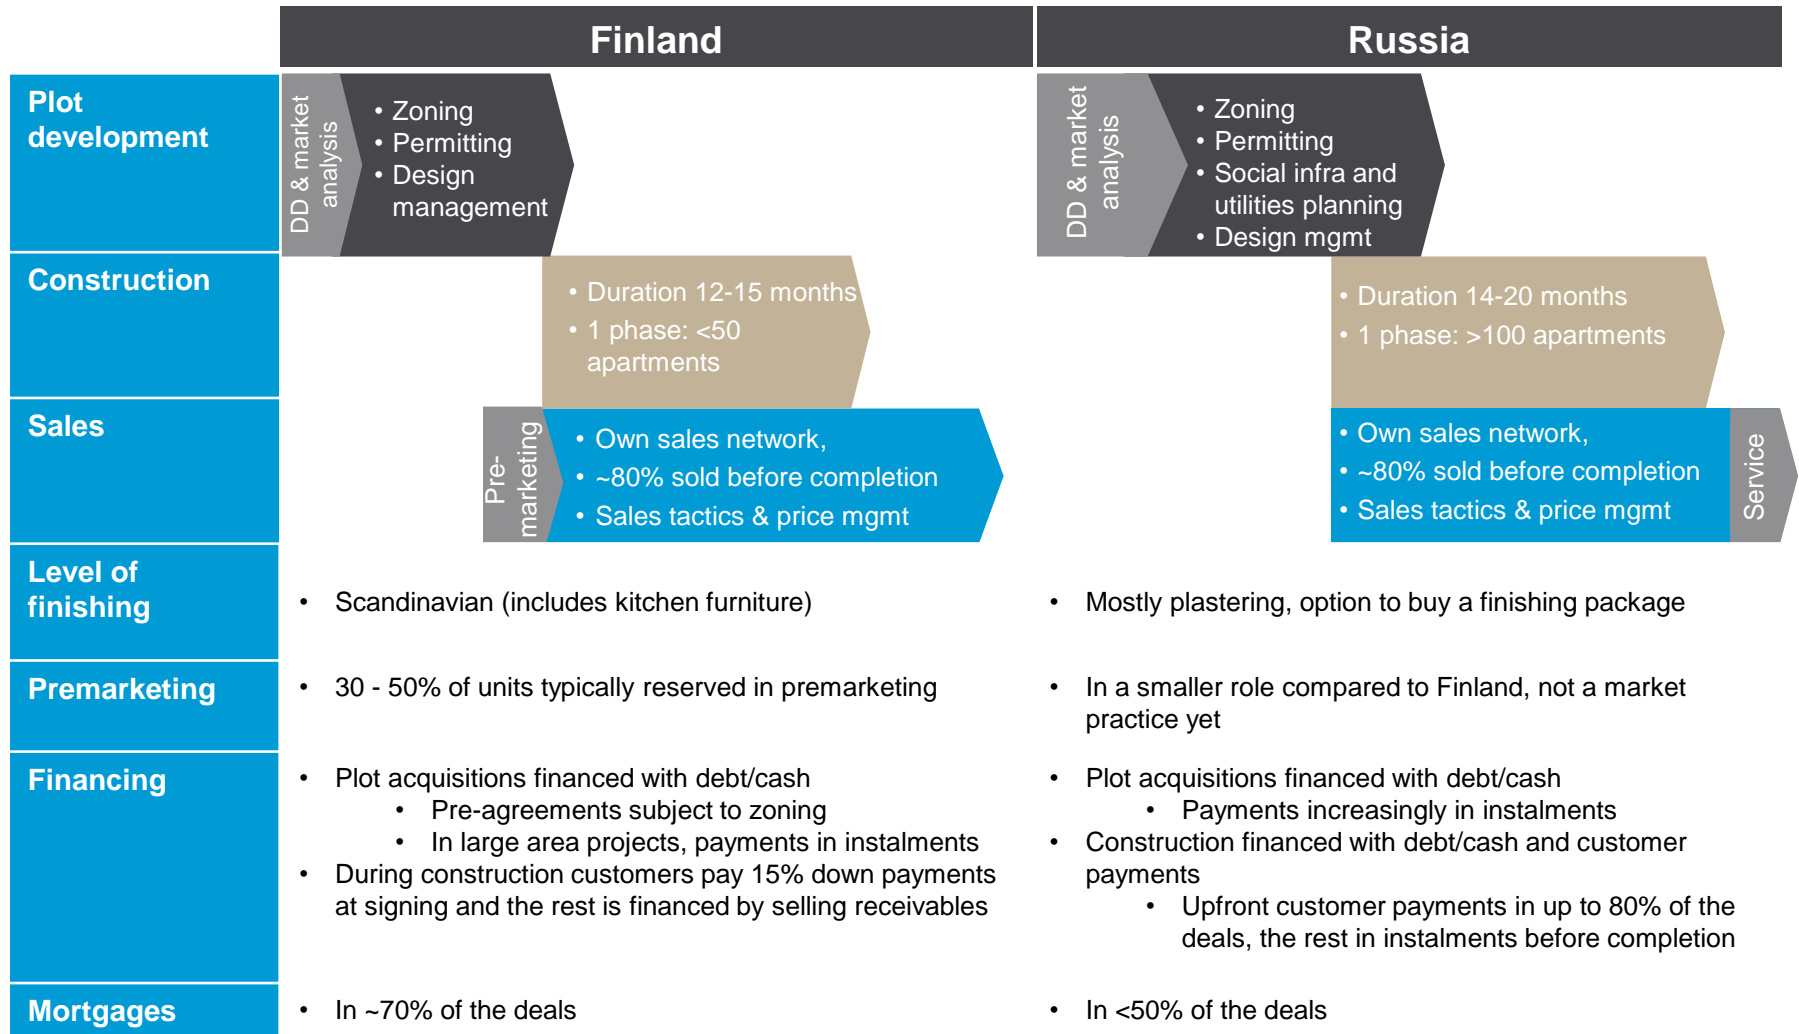 Finland
Russia
Plot
development
DD & market
analysis
• Zoning
• Permitting
• Design
management
DD & market
analysis
• Zoning
• Permitting
• Social infra and
utilities planning
• Design mgmt
Construction
• Duration 12-15 months
• 1 phase: <50
apartments
• Duration 14-20 months
• 1 phase: >100 apartments
Sales
Pre-
marketing
• Own sales network,
• ~80% sold before completion
• Sales tactics & price mgmt
• Own sales network,
• ~80% sold before completion
• Sales tactics & price mgmt
Service
Level of
finishing
• Scandinavian (includes kitchen furniture)
• Mostly plastering, option to buy a finishing package
Premarketing
• 30 - 50% of units typically reserved in premarketing
• In a smaller role compared to Finland, not a market
practice yet
Financing
• Plot acquisitions financed with debt/cash
• Pre-agreements subject to zoning
• In large area projects, payments in instalments
• During construction customers pay 15% down payments
at signing and the rest is financed by selling receivables
• Plot acquisitions financed with debt/cash
• Payments increasingly in instalments
• Construction financed with debt/cash and customer
payments
• Upfront customer payments in up to 80% of the
deals, the rest in instalments before completion
Mortgages
• In ~70% of the deals
• In <50% of the deals